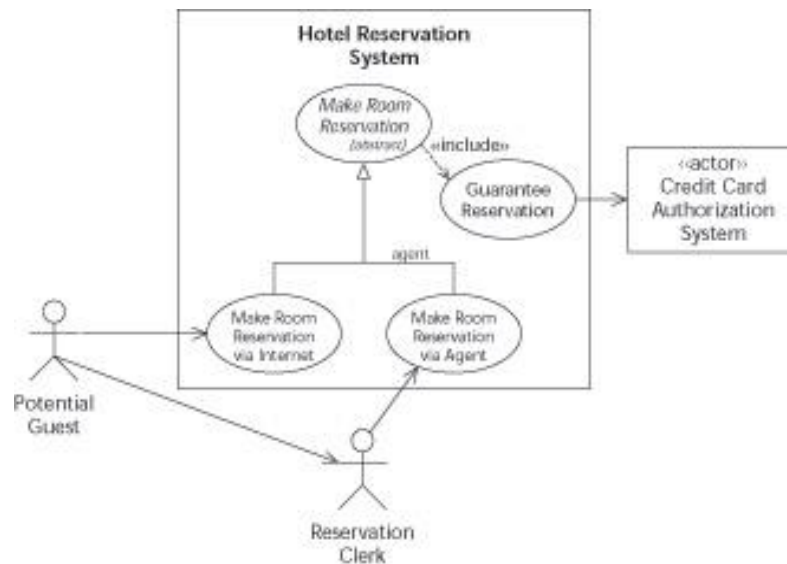 Hotel Reservation
System
Make Room
Reservation
{abstract}
«include»
Guarantee
Reservation
«actor»
Credit Card
Authorization
System
agent
Make Room
Reservation
via Internet
Make Room
Reservation
via Agent
Potential
Guest
Reservation
Clerk